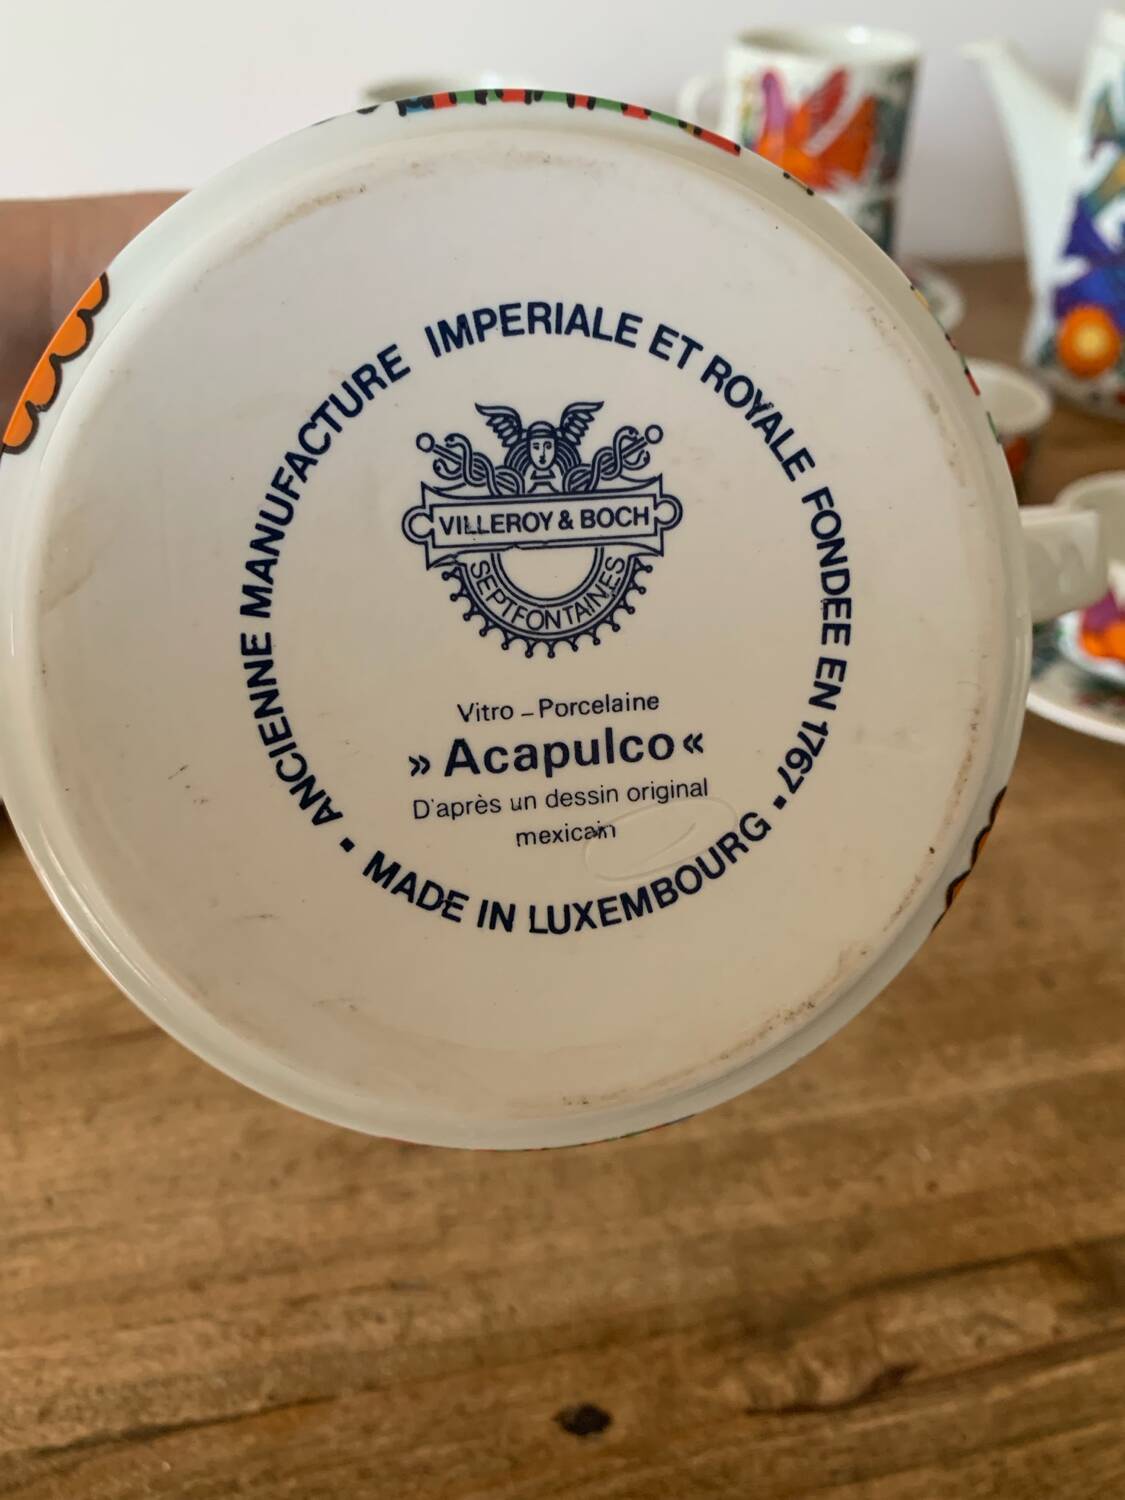 ANCIENNE MANUFACTURE IMPERIALE ET ROYALE FONDEE EN 1767 ▪ MADE IN LUXEMBOURG ▪
VILLEROY & BOCH
SEPTFONTAINES
Vitro – Porcelaine
» Acapulco «
D'après un dessin original
mexicain